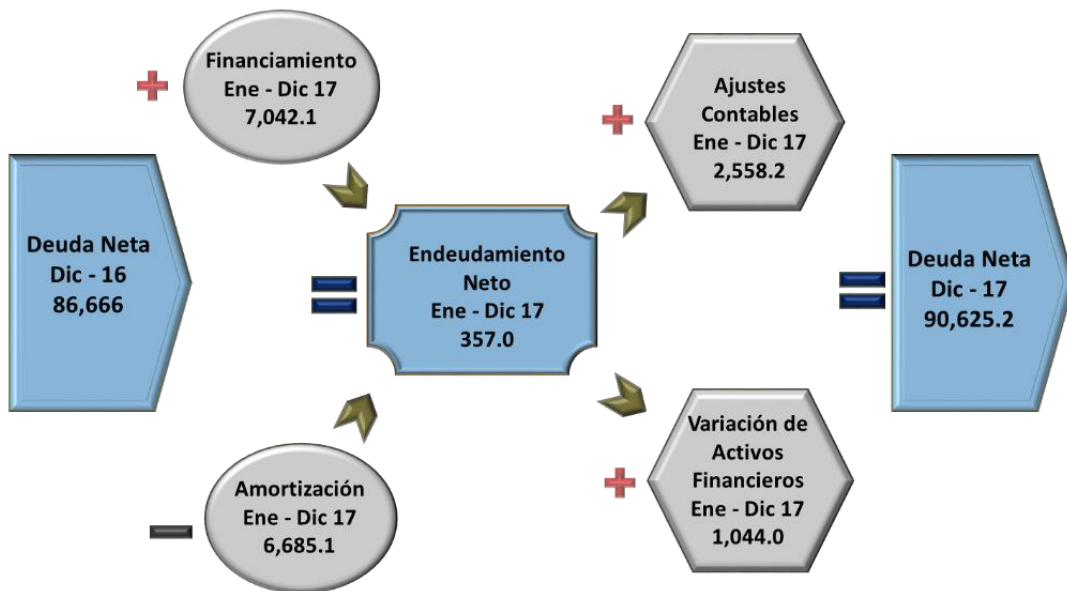 Deuda Neta
Dic - 16
86,666
+
Financiamiento
Ene - Dic 17
7,042.1
-
Amortización
Ene - Dic 17
6,685.1
=
Endeudamiento
Neto
Ene - Dic 17
357.0
+
Ajustes
Contables
Ene - Dic 17
2,558.2
+
Variación de
Activos
Financieros
Ene - Dic 17
1,044.0
=
Deuda Neta
Dic - 17
90,625.2